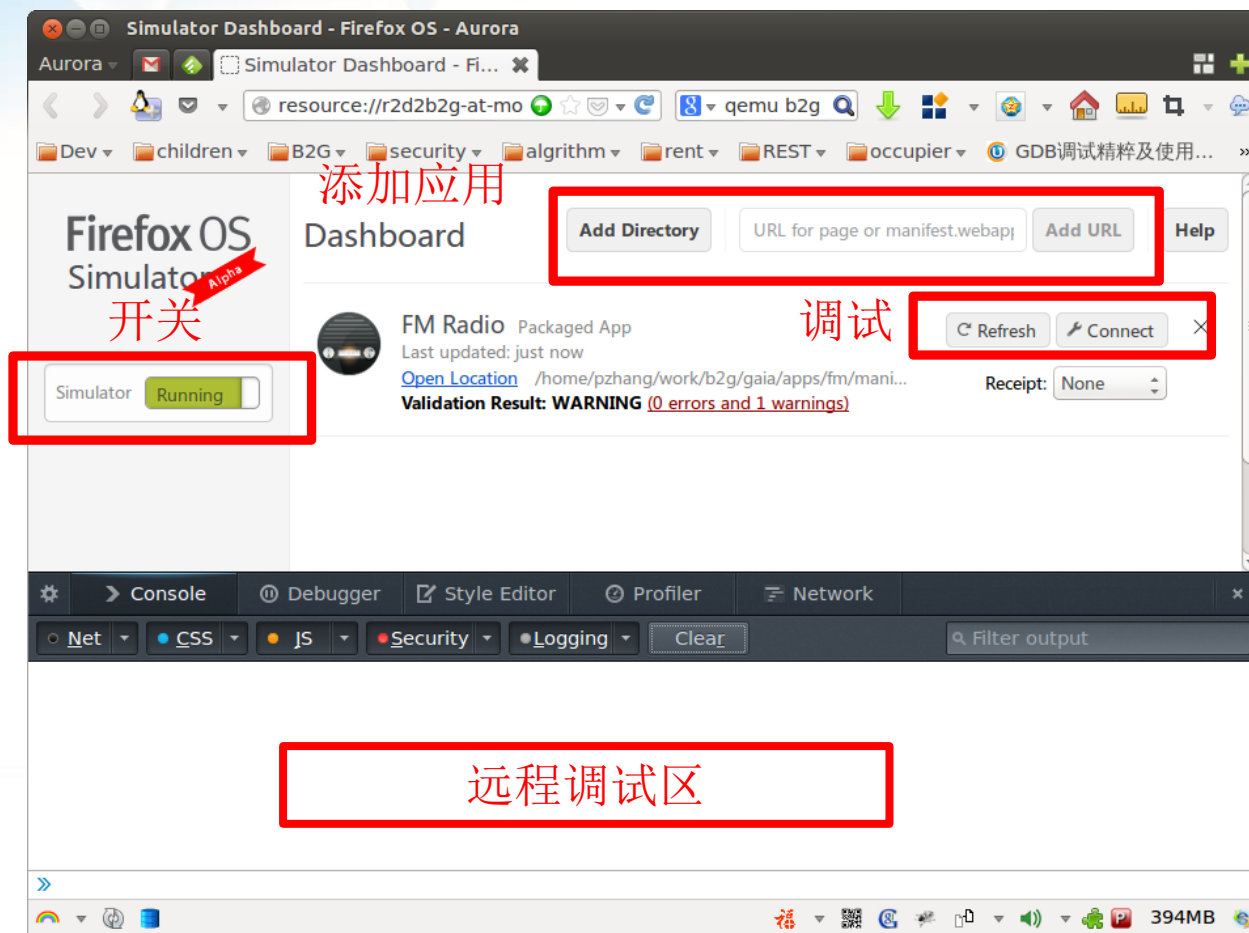 Simulator Dashboard - Firefox OS - Aurora
Aurora Simulator Dashboard - Fi...
resource://r2d2b2g-at-mo qemu b2g
Dev children B2G security algrithm rent REST occupier GDB调试精粹及使用... »
添加应用
Firefox OS
Simulator
Alpha
Dashboard
Add Directory
URL for page or manifest.webapp
Add URL
Help
开关
Simulator Running
调试
FM Radio Packaged App
Refresh Connect
Last updated: just now
Open Location /home/pzhang/work/b2g/gaia/apps/fm/mani...
Receipt: None
Validation Result: WARNING (0 errors and 1 warnings)
Console Debugger Style Editor Profiler Network
Net CSS JS Security Logging Clear Filter output
远程调试区
»
福 394MB